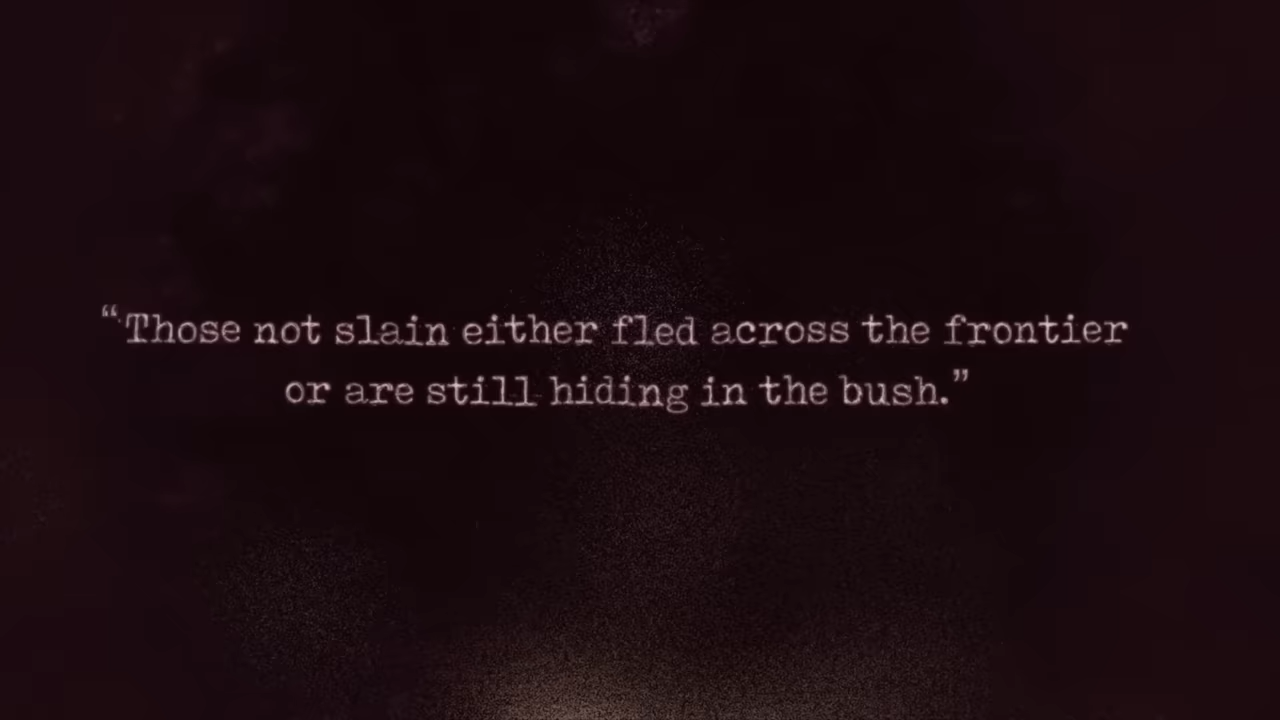 “Those not slain either fled across the frontier
or are still hiding in the bush.”